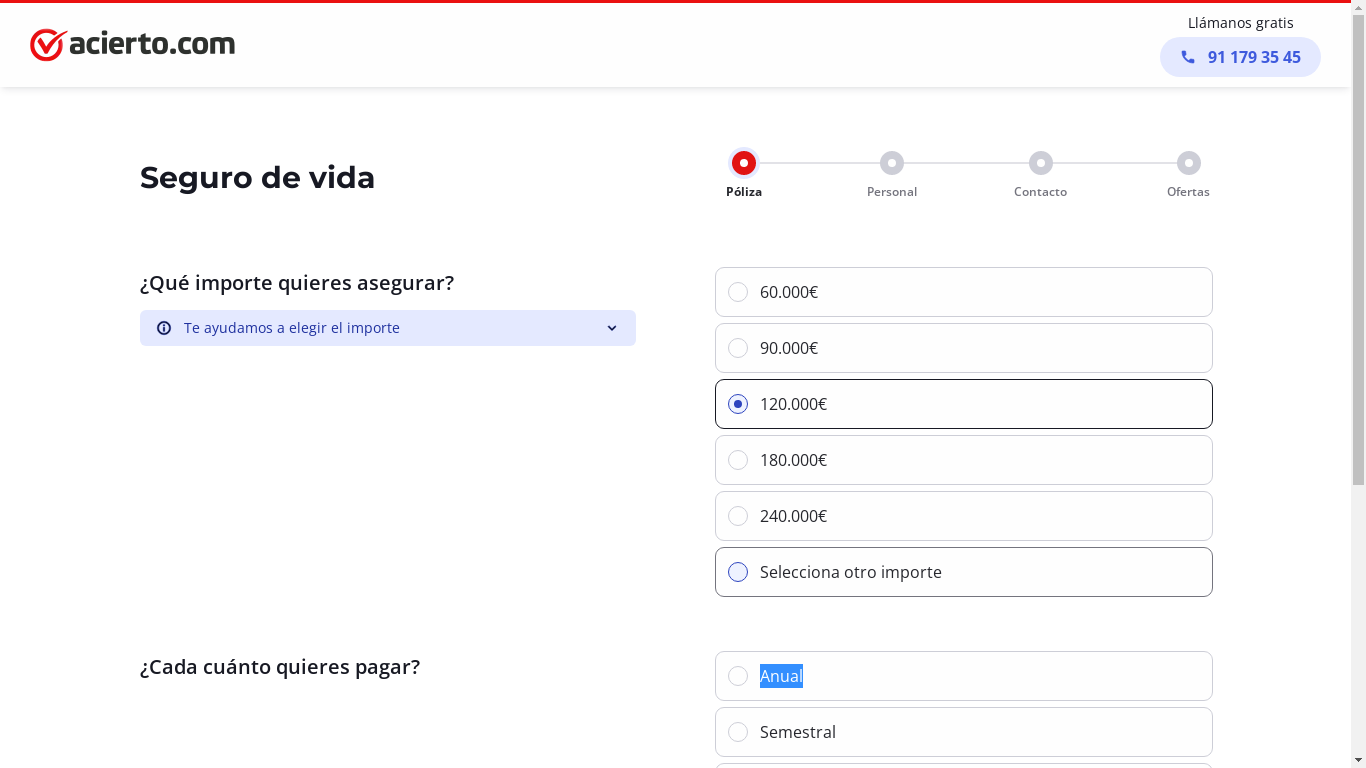 acierto.com
Llámanos gratis
91 179 35 45
Seguro de vida
Póliza
Personal
Contacto
Ofertas
¿Qué importe quieres asegurar?
Te ayudamos a elegir el importe
60.000€
90.000€
120.000€
180.000€
240.000€
Selecciona otro importe
¿Cada cuánto quieres pagar?
Anual
Semestral